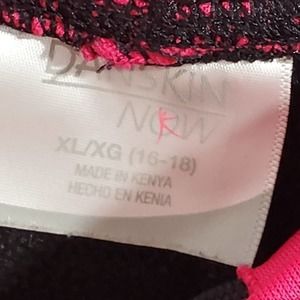 DANSKIN
NOW
XL/XG (16-18)
MADE IN KENYA
HECHO EN KENIA